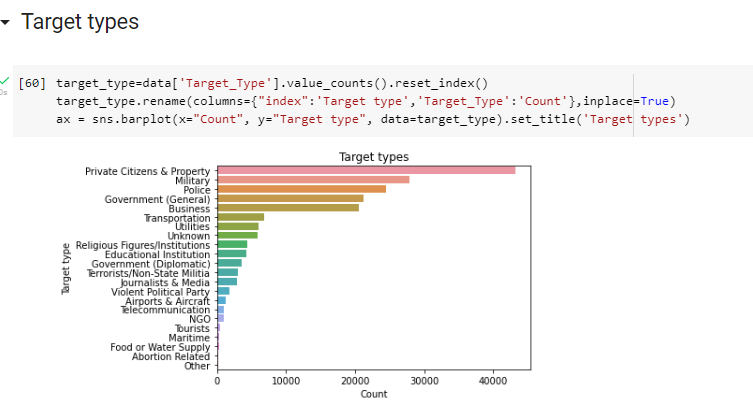 Target types
[60] target_type=data['Target_Type'].value_counts().reset_index()
0s
target_type.rename(columns={"index":'Target type','Target_Type':'Count'},inplace=True)
ax = sns.barplot(x="Count", y="Target type", data=target_type).set_title('Target types')
Target types
Private Citizens & Property
Military
Police
Government (General)
Business
Transportation
Utilities
Unknown
Religious Figures/Institutions
Educational Institution
Government (Diplomatic)
Terrorists/Non-State Militia
Journalists & Media
Violent Political Party
Airports & Aircraft
Telecommunication
NGO
Tourists
Maritime
Food or Water Supply
Abortion Related
Other
Target type
0 10000 20000 30000 40000
Count